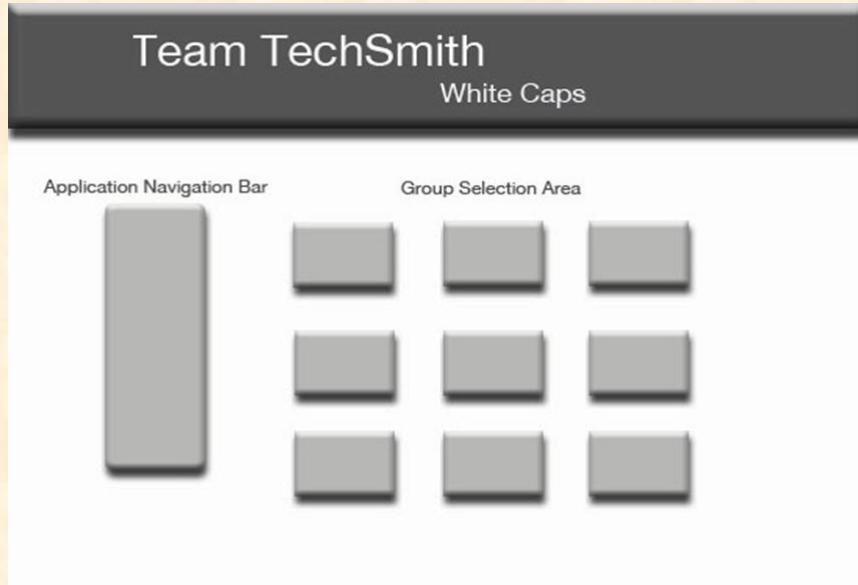 Team TechSmith
White Caps
Application Navigation Bar
Group Selection Area